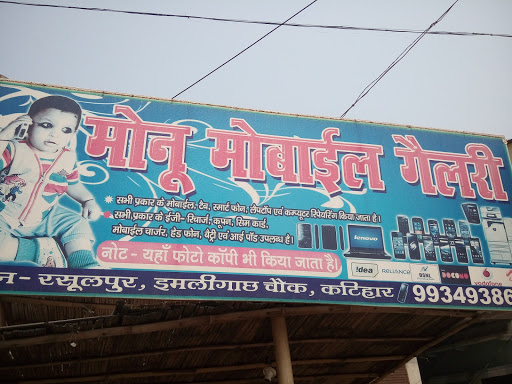 मोनू मोबाईल गैलरी
सभी प्रकार के मोबाईल, टैब, स्मार्ट फोन, लैपटॉप एवं कम्प्यूटर रिपेयरिंग किया जाता है।
सभी प्रकार के ईजी-रिचार्ज, कूपन, सिम कार्ड,
मोबाईल चार्जर, हेड फोन, बैट्री एवं आई पॉड उपलब्ध है।
lenovo
नोट - यहाँ फोटो कॉपी भी किया जाता है।
!dea RELIANCE BSNL DOCOMO vodafone
न - रसूलपुर, इमलीगाछ चौक, कटिहार 99349386